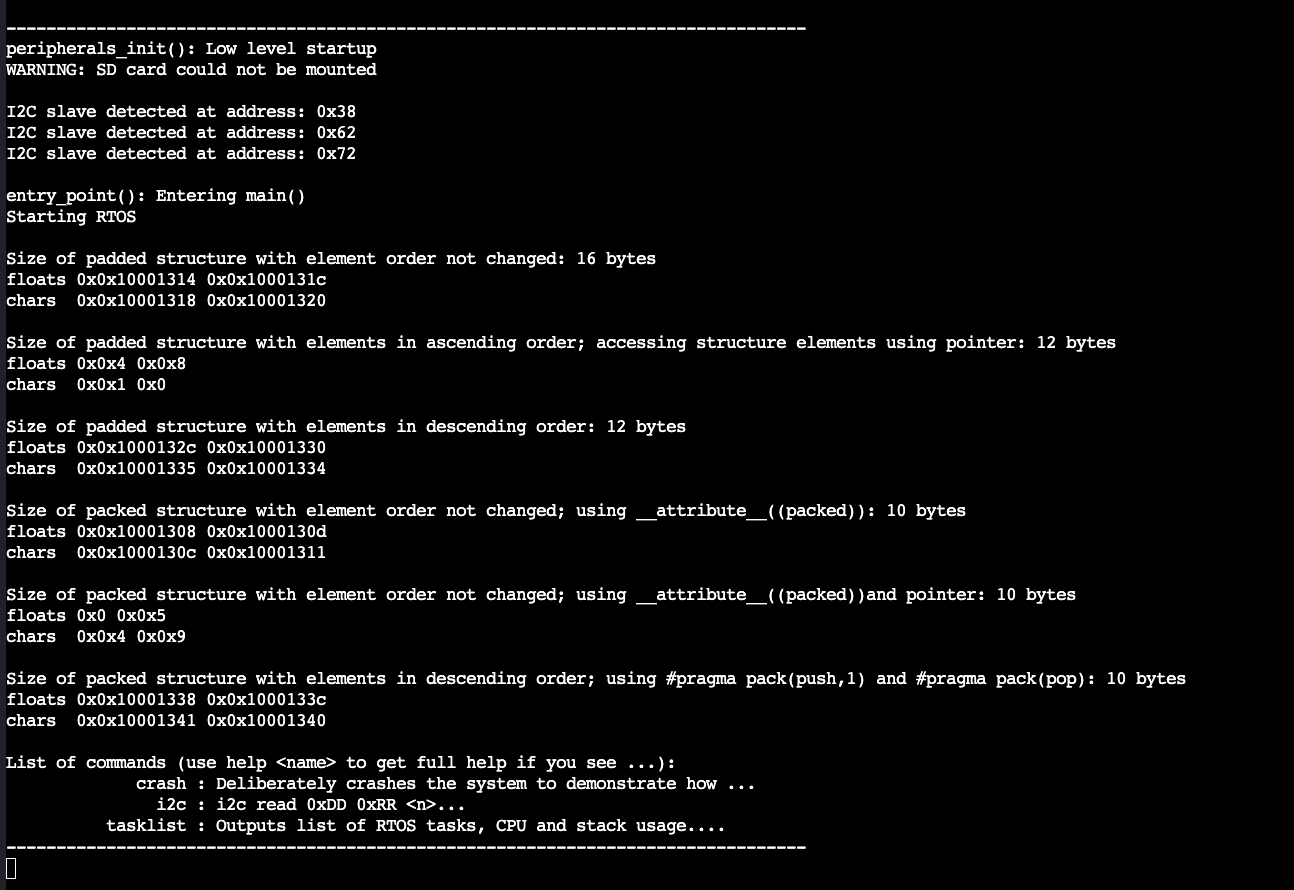 --------------------------------------------------------------------------------
peripherals_init(): Low level startup
WARNING: SD card could not be mounted
I2C slave detected at address: 0x38
I2C slave detected at address: 0x62
I2C slave detected at address: 0x72
entry_point(): Entering main()
Starting RTOS
Size of padded structure with element order not changed: 16 bytes
floats 0x0x10001314 0x0x1000131c
chars  0x0x10001318 0x0x10001320
Size of padded structure with elements in ascending order; accessing structure elements using pointer: 12 bytes
floats 0x0x4 0x0x8
chars  0x0x1 0x0
Size of padded structure with elements in descending order: 12 bytes
floats 0x0x1000132c 0x0x10001330
chars  0x0x10001335 0x0x10001334
Size of packed structure with element order not changed; using __attribute__((packed)): 10 bytes
floats 0x0x10001308 0x0x1000130d
chars  0x0x1000130c 0x0x10001311
Size of packed structure with element order not changed; using __attribute__((packed))and pointer: 10 bytes
floats 0x0 0x0x5
chars  0x0x4 0x0x9
Size of packed structure with elements in descending order; using #pragma pack(push,1) and #pragma pack(pop): 10 bytes
floats 0x0x10001338 0x0x1000133c
chars  0x0x10001341 0x0x10001340
List of commands (use help <name> to get full help if you see ...):
             crash : Deliberately crashes the system to demonstrate how ...
               i2c : i2c read 0xDD 0xRR <n>...
          tasklist : Outputs list of RTOS tasks, CPU and stack usage....
--------------------------------------------------------------------------------